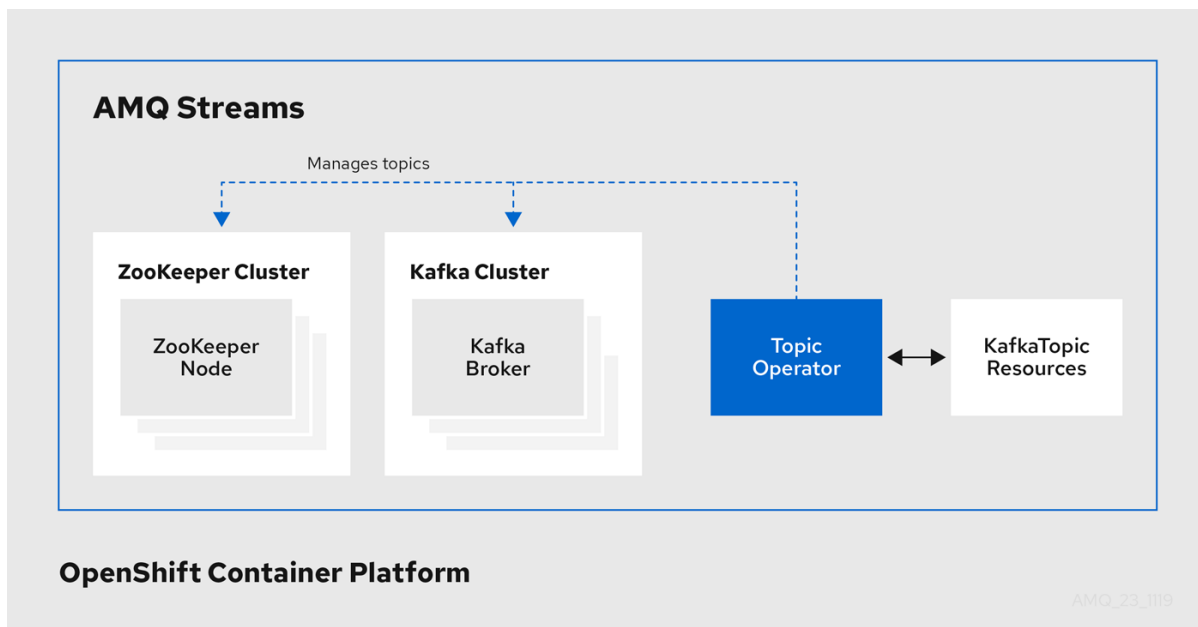 AMQ Streams
Manages topics
ZooKeeper Cluster
ZooKeeper
Node
Kafka Cluster
Kafka
Broker
Topic
Operator
KafkaTopic
Resources
OpenShift Container Platform
AMQ_23_1119